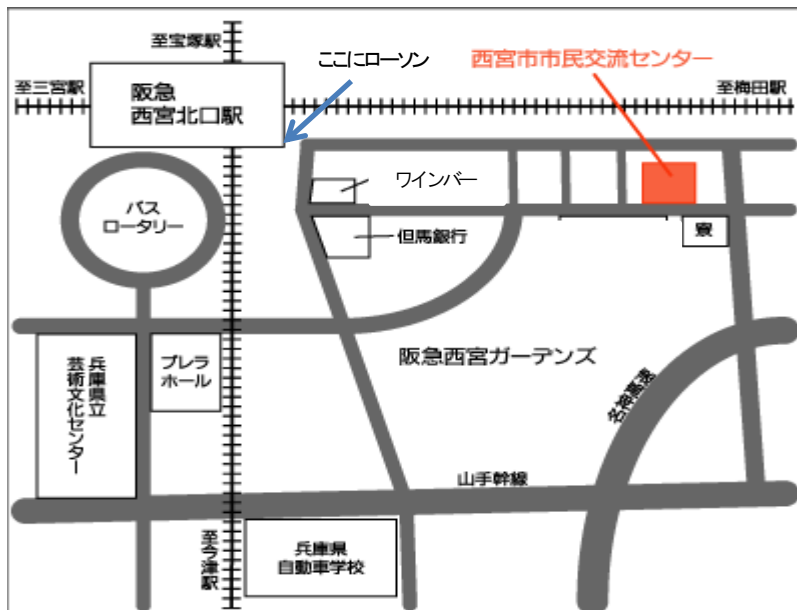 至宝塚駅
ここにローソン
西宮市市民交流センター
至三宮駅
阪急
西宮北口駅
至梅田駅
ワインバー
バス
ロータリー
但馬銀行
寮
兵庫県立
芸術文化センター
プレラ
ホール
阪急西宮ガーデンズ
名神高速
山手幹線
至今津駅
兵庫県
自動車学校